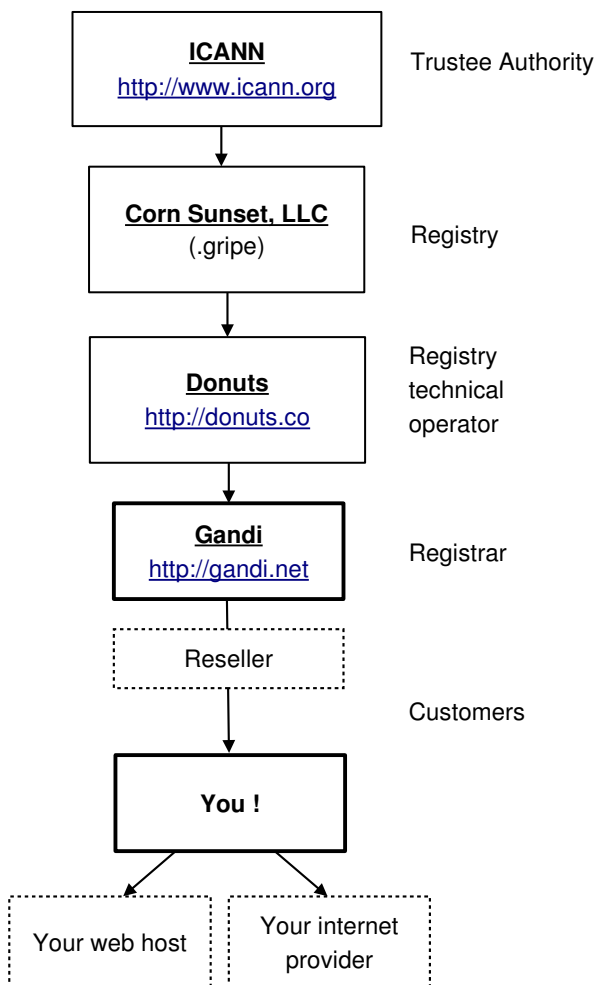 ICANN
http://www.icann.org
Trustee Authority
Corn Sunset, LLC
(.gripe)
Registry
Donuts
http://donuts.co
Registry
technical
operator
Gandi
http://gandi.net
Registrar
Reseller
Customers
You !
Your web host
Your internet
provider